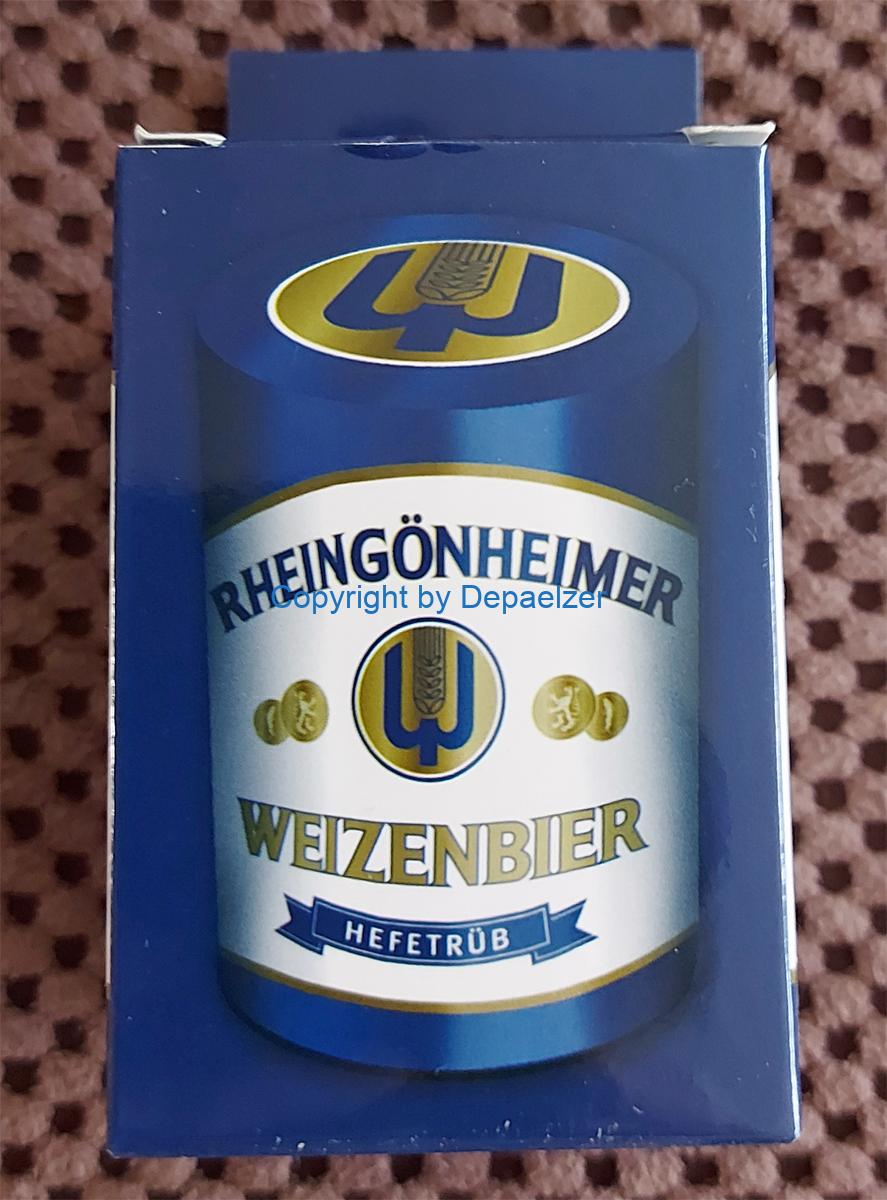 RHEINGÖNHEIMER
Copyright by Depaelzer
WEIZENBIER
HEFETRÜB